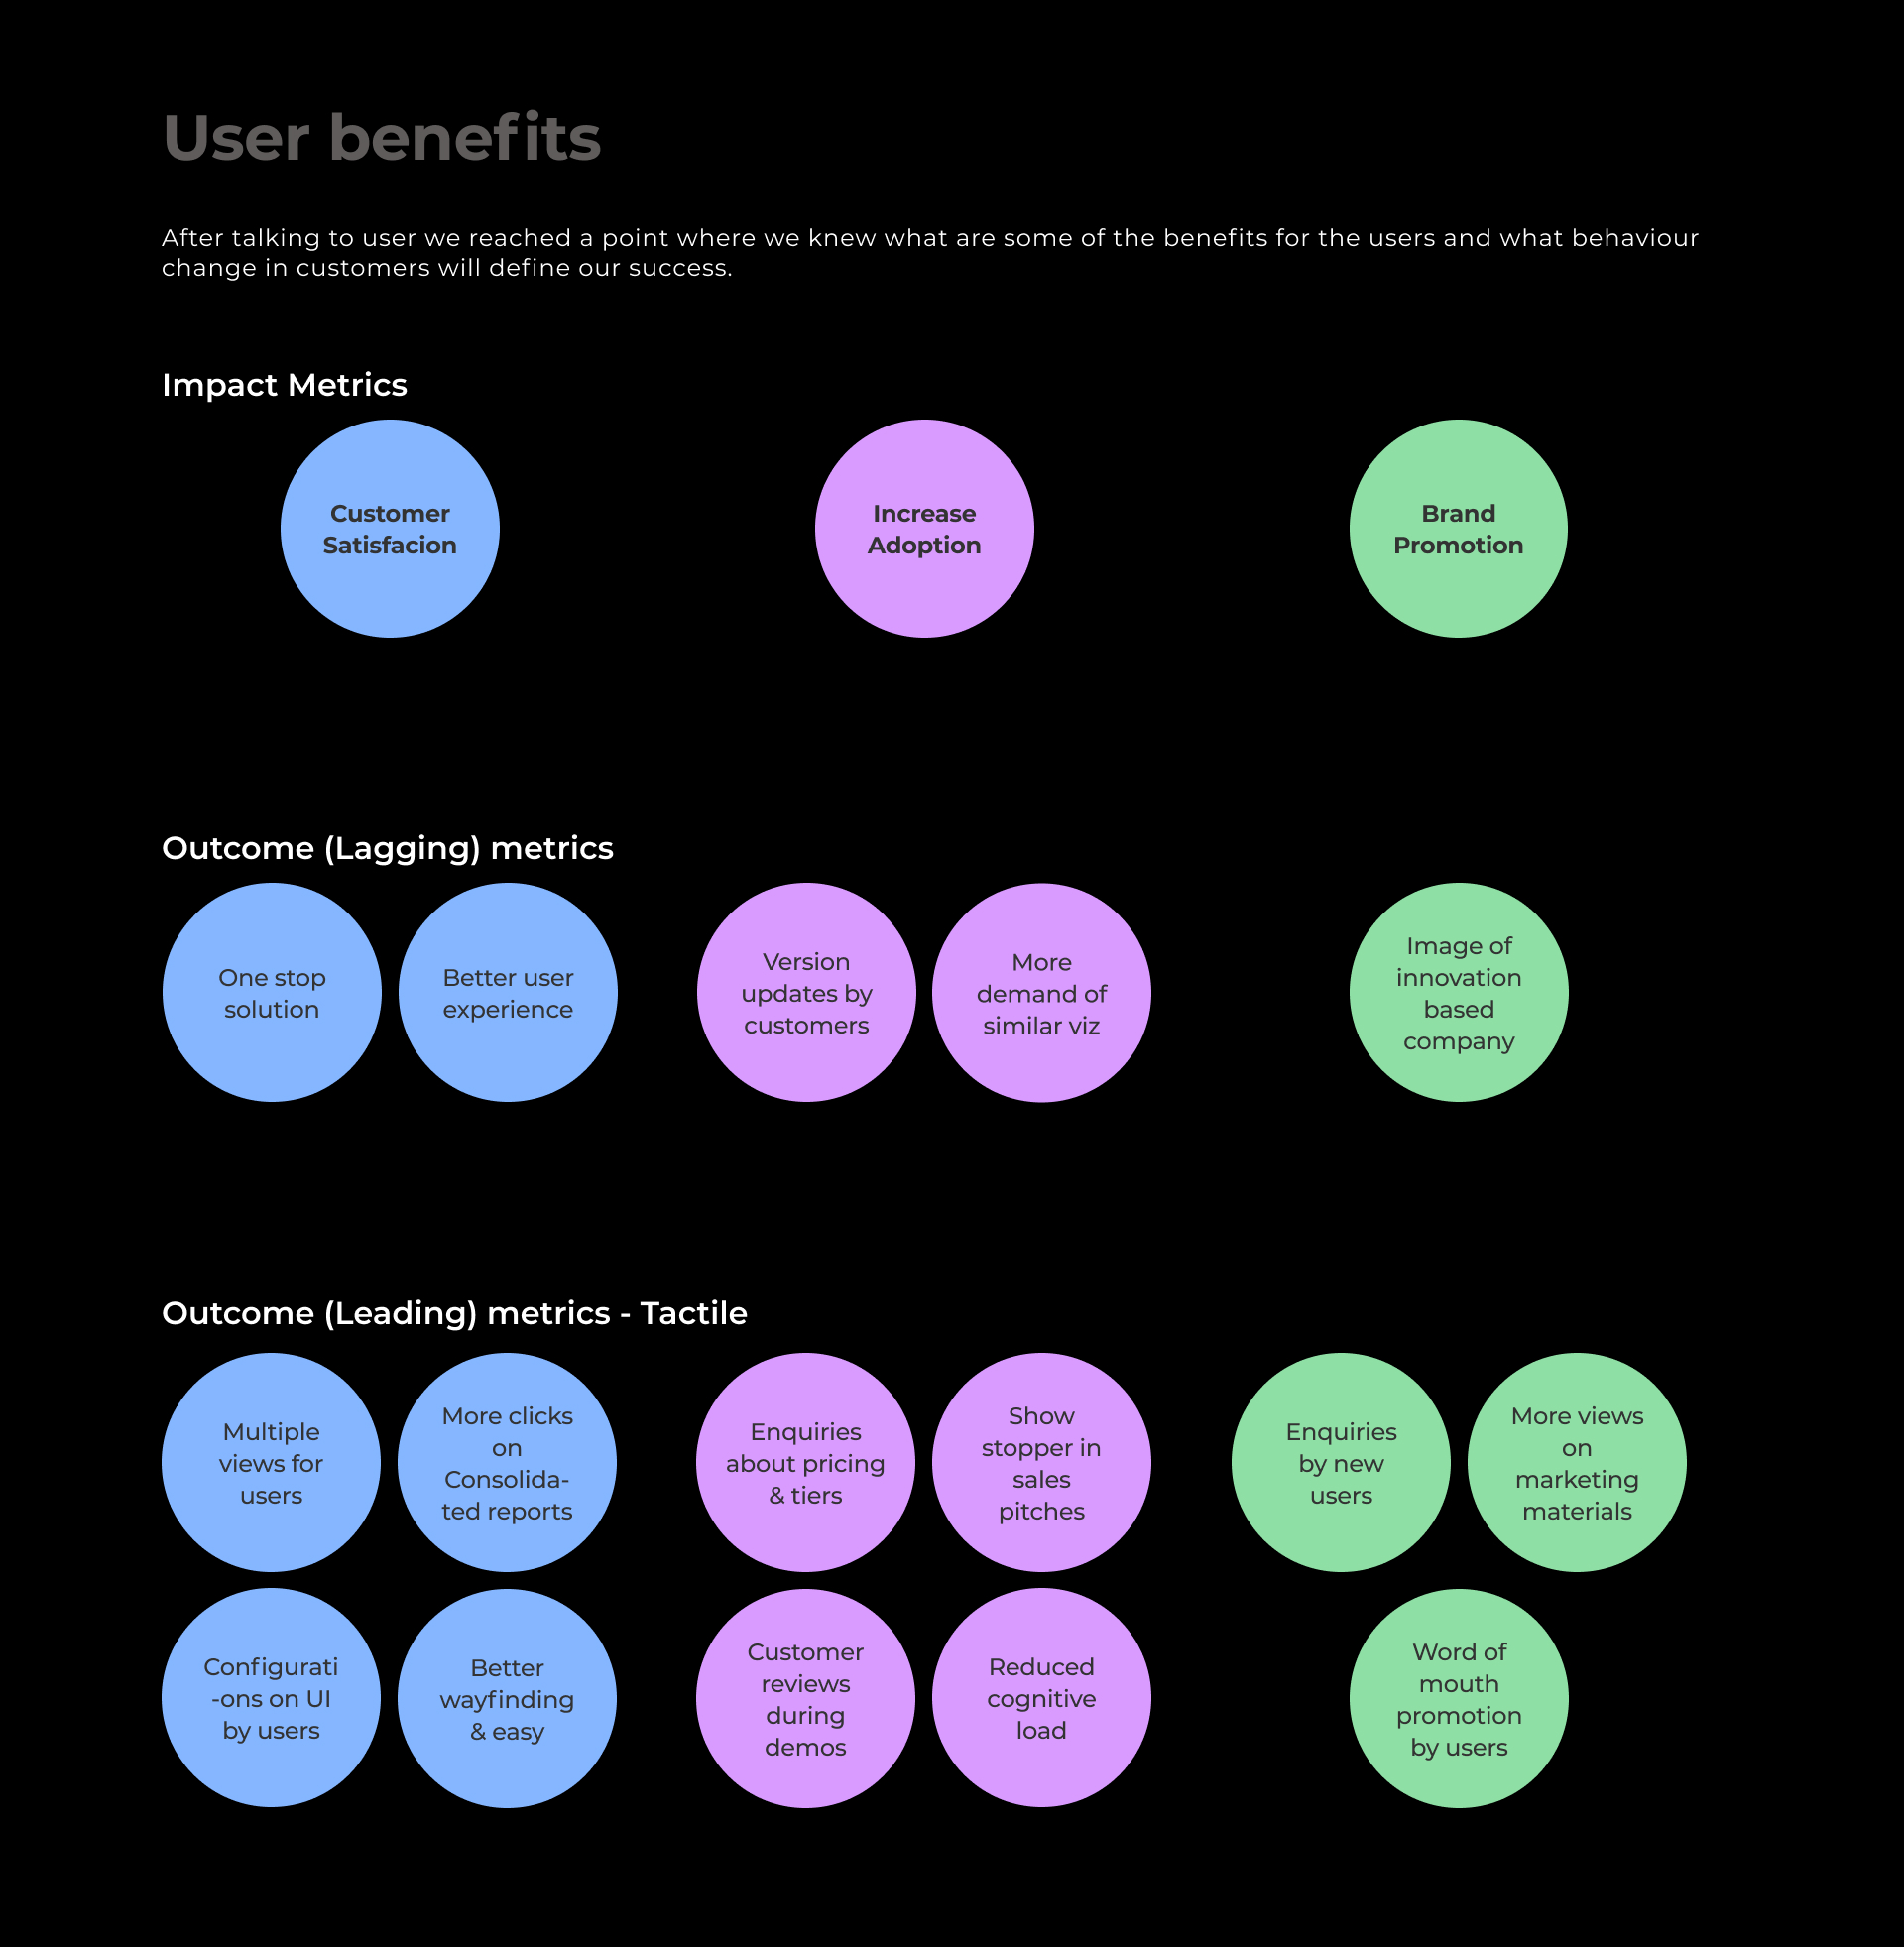 User benefits
After talking to user we reached a point where we knew what are some of the benefits for the users and what behaviour
change in customers will define our success.
Impact Metrics
Customer
Satisfacion
Increase
Adoption
Brand
Promotion
Outcome (Lagging) metrics
One stop
solution
Better user
experience
Version
updates by
customers
More
demand of
similar viz
Image of
innovation
based
company
Outcome (Leading) metrics - Tactile
Multiple
views for
users
More clicks
on
Consolida-
ted reports
Enquiries
about pricing
& tiers
Show
stopper in
sales
pitches
Enquiries
by new
users
More views
on
marketing
materials
Configurati
-ons on UI
by users
Better
wayfinding
& easy
Customer
reviews
during
demos
Reduced
cognitive
load
Word of
mouth
promotion
by users